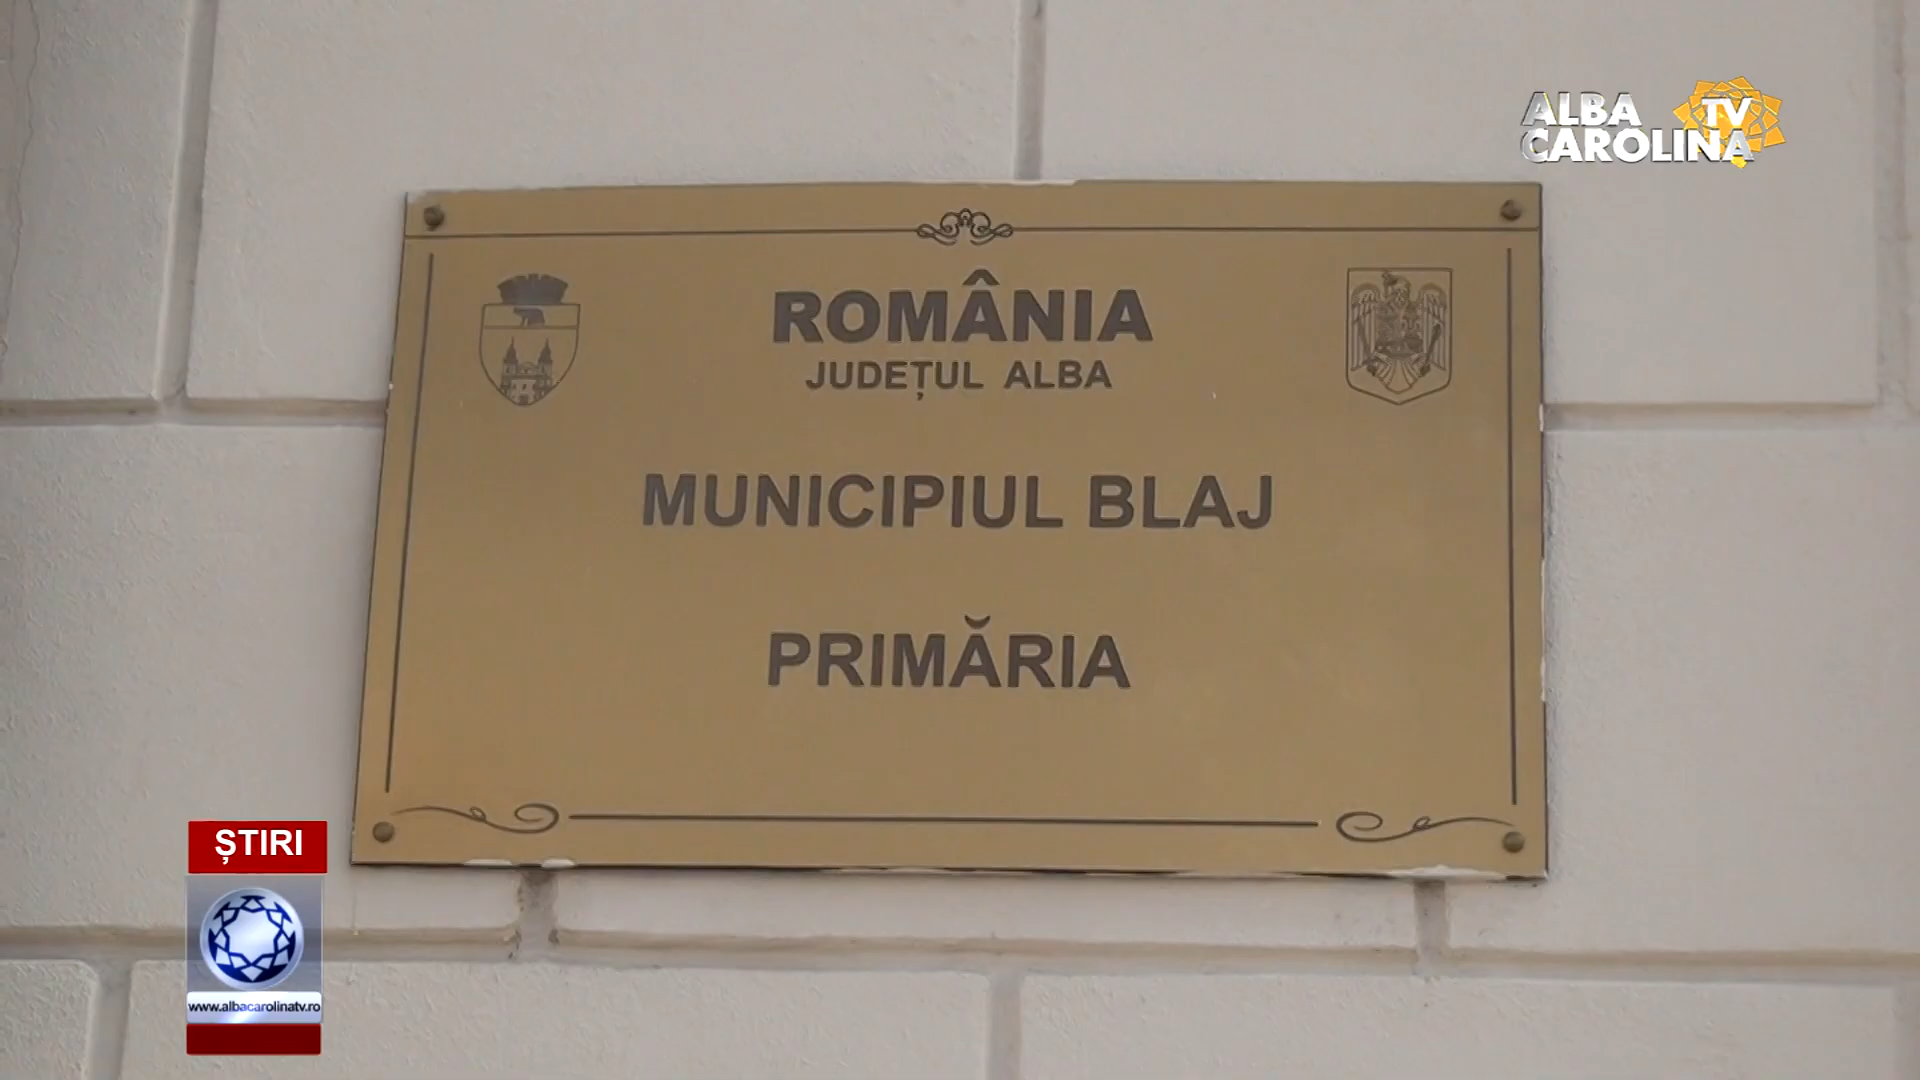 ALBA TV
CAROLINA
ROMÂNIA
JUDEȚUL ALBA
MUNICIPIUL BLAJ
PRIMĂRIA
ȘTIRI
www.albacarolinatv.ro